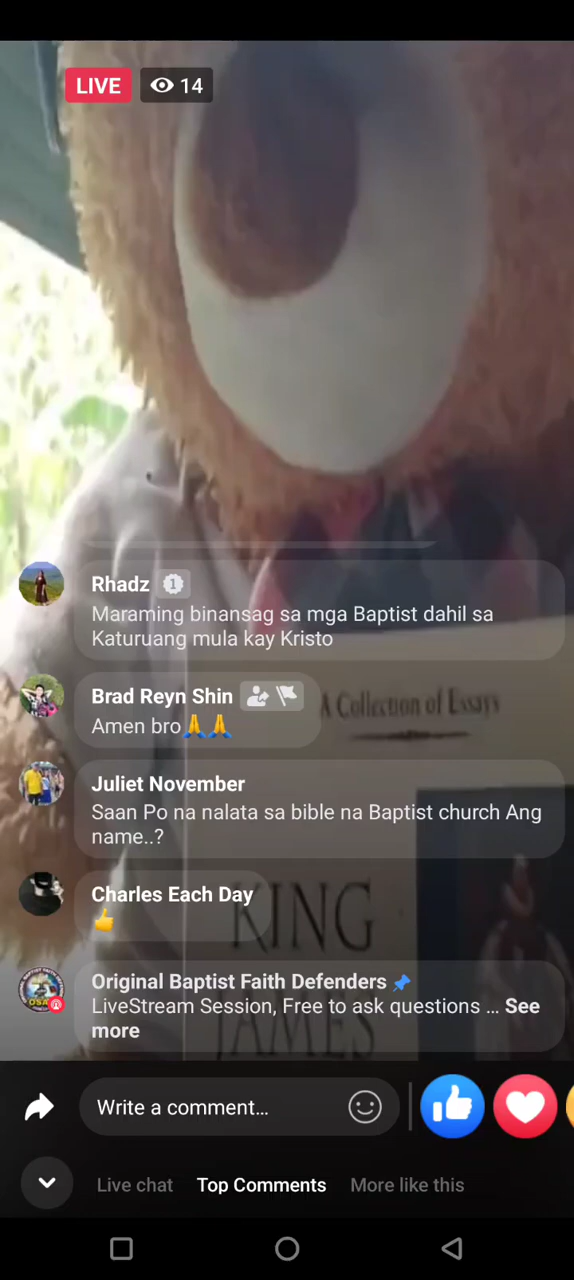 LIVE 14
Rhadz 1
Maraming binansag sa mga Baptist dahil sa
Katuruang mula kay Kristo
Brad Reyn Shin
Amen bro🙏🙏
A Collection of Essays
Juliet November
Saan Po na nalata sa bible na Baptist church Ang
name..?
Charles Each Day
👍
KING
JAMES
Original Baptist Faith Defenders
LiveStream Session, Free to ask questions ... See
more
Write a comment...
Live chat Top Comments More like this